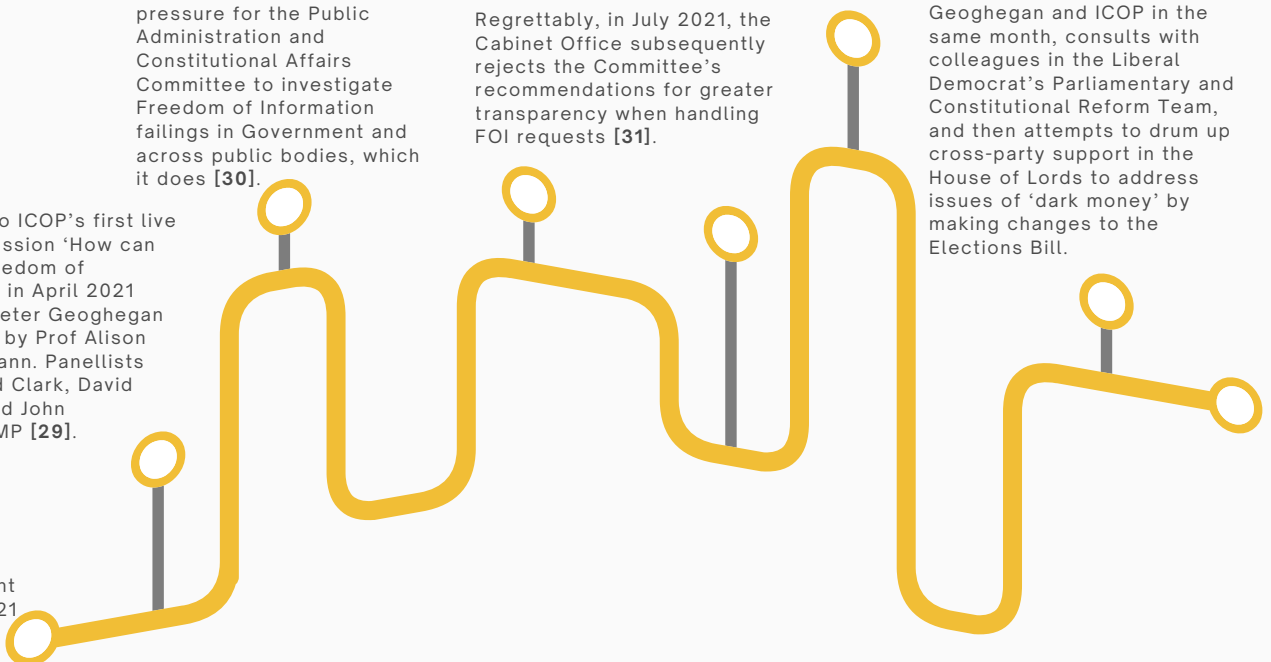 pressure for the Public
Administration and
Constitutional Affairs
Committee to investigate
Freedom of Information
failings in Government and
across public bodies, which
it does [30].
Regrettably, in July 2021, the
Cabinet Office subsequently
rejects the Committee’s
recommendations for greater
transparency when handling
FOI requests [31].
Geoghegan and ICOP in the
same month, consults with
colleagues in the Liberal
Democrat’s Parliamentary and
Constitutional Reform Team,
and then attempts to drum up
cross-party support in the
House of Lords to address
issues of ‘dark money’ by
making changes to the
Elections Bill.
o ICOP’s first live
ssion ‘How can
edom of
in April 2021
eter Geoghegan
by Prof Alison
ann. Panellists
d Clark, David
d John
MP [29].
nt
21